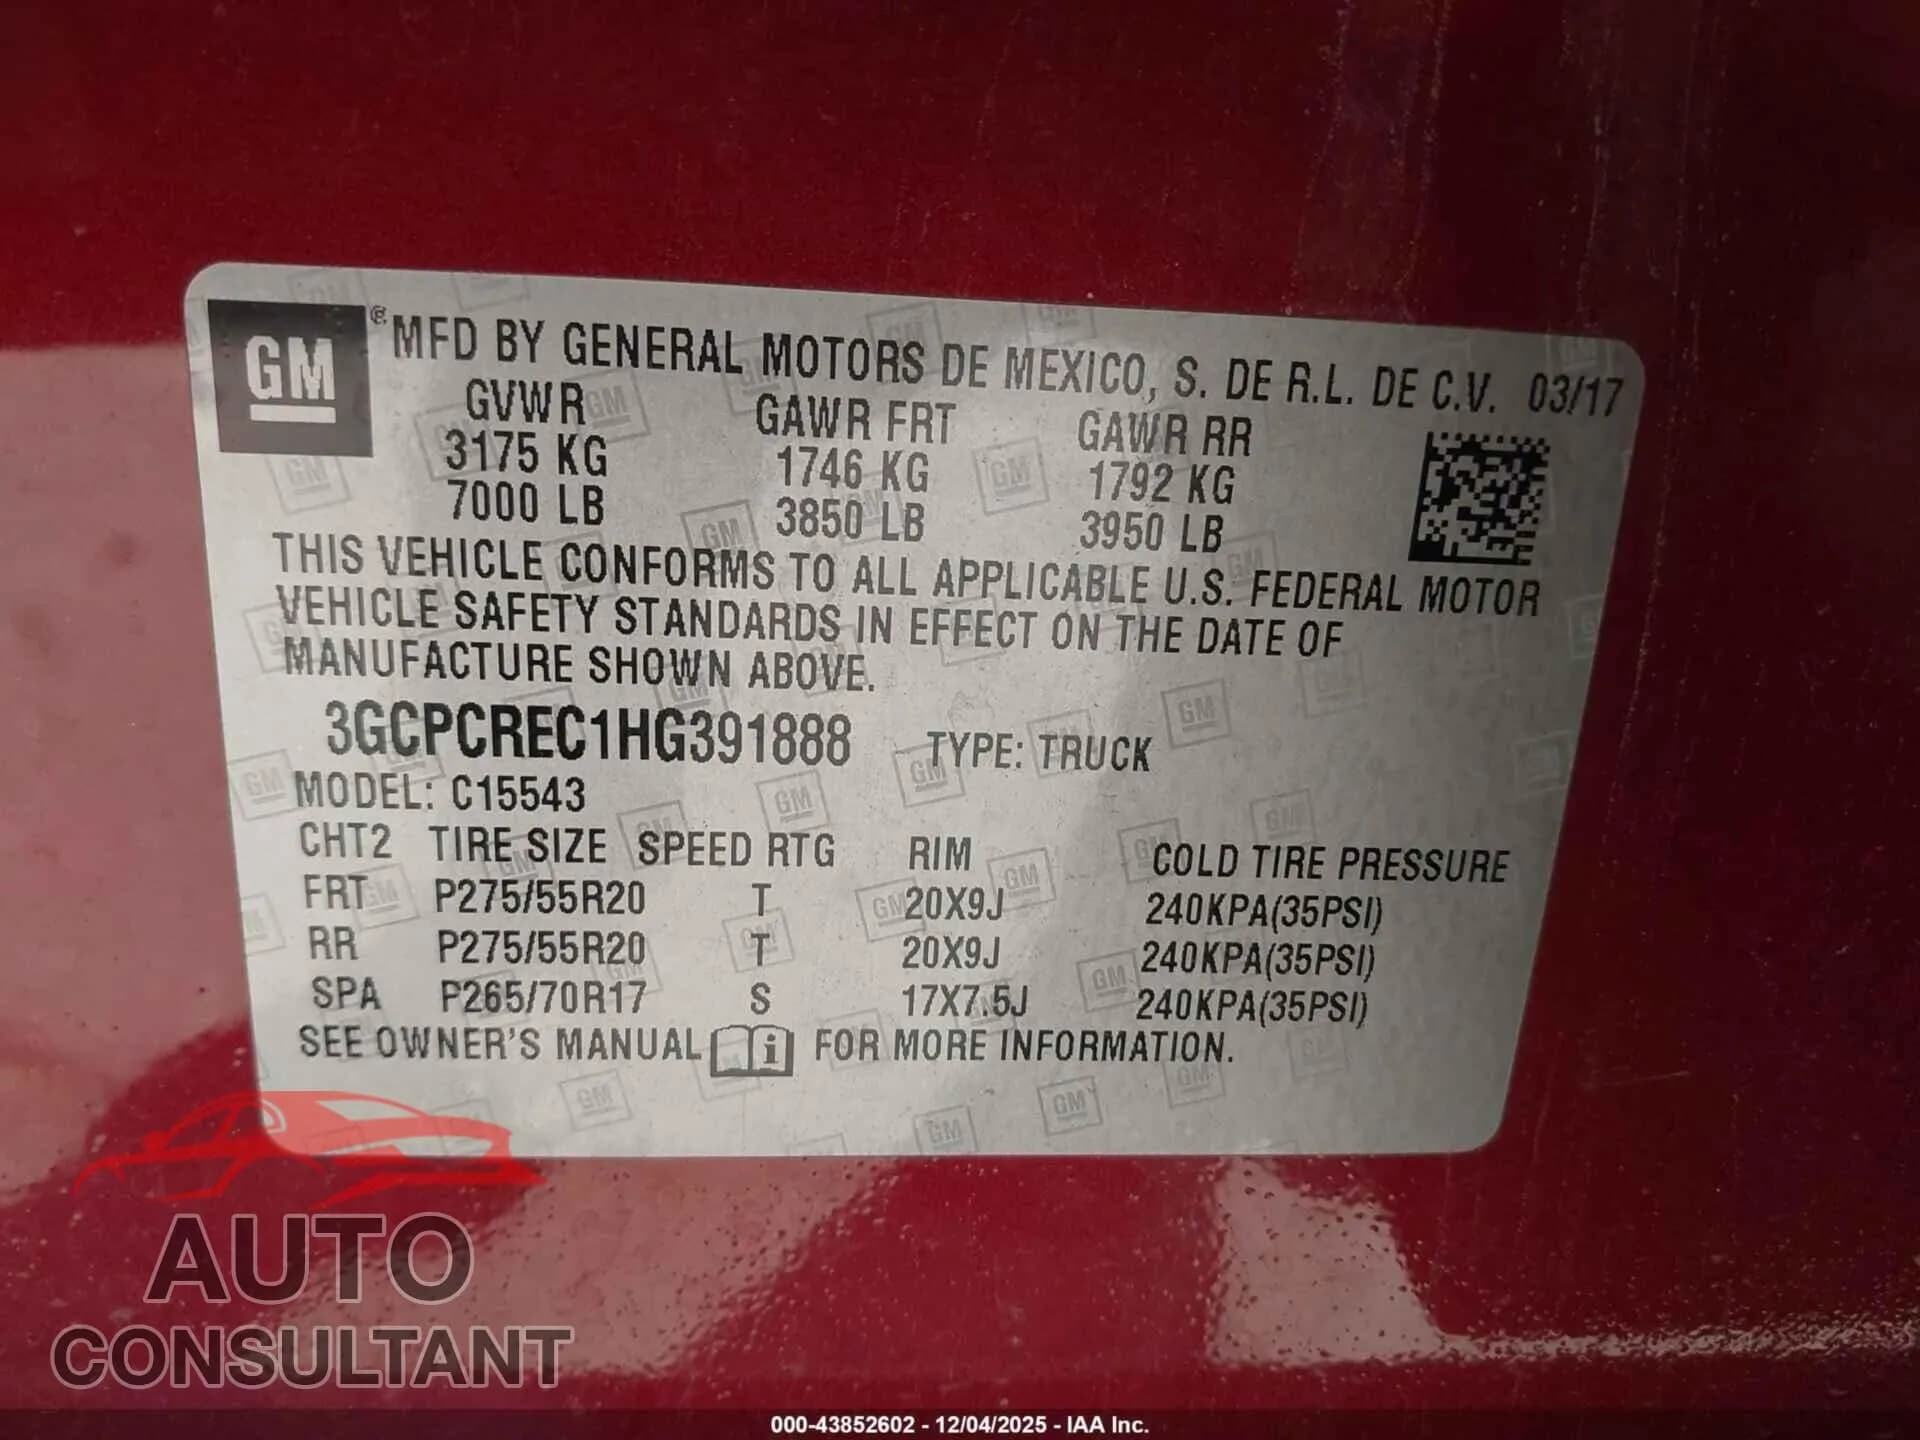 GM ® MFD BY GENERAL MOTORS DE MEXICO, S. DE R.L. DE C.V. 03/17
GVWR GAWR FRT GAWR RR
3175 KG 1746 KG 1792 KG
7000 LB 3850 LB 3950 LB
THIS VEHICLE CONFORMS TO ALL APPLICABLE U.S. FEDERAL MOTOR
VEHICLE SAFETY STANDARDS IN EFFECT ON THE DATE OF
MANUFACTURE SHOWN ABOVE.
3GCPCREC1HG391888 TYPE: TRUCK
MODEL: C15543
CHT2 TIRE SIZE SPEED RTG RIM COLD TIRE PRESSURE
FRT P275/55R20 T 20X9J 240KPA(35PSI)
RR P275/55R20 T 20X9J 240KPA(35PSI)
SPA P265/70R17 S 17X7.5J 240KPA(35PSI)
SEE OWNER'S MANUAL i FOR MORE INFORMATION.
AUTO
CONSULTANT
000-43852602 - 12/04/2025 - IAA Inc.